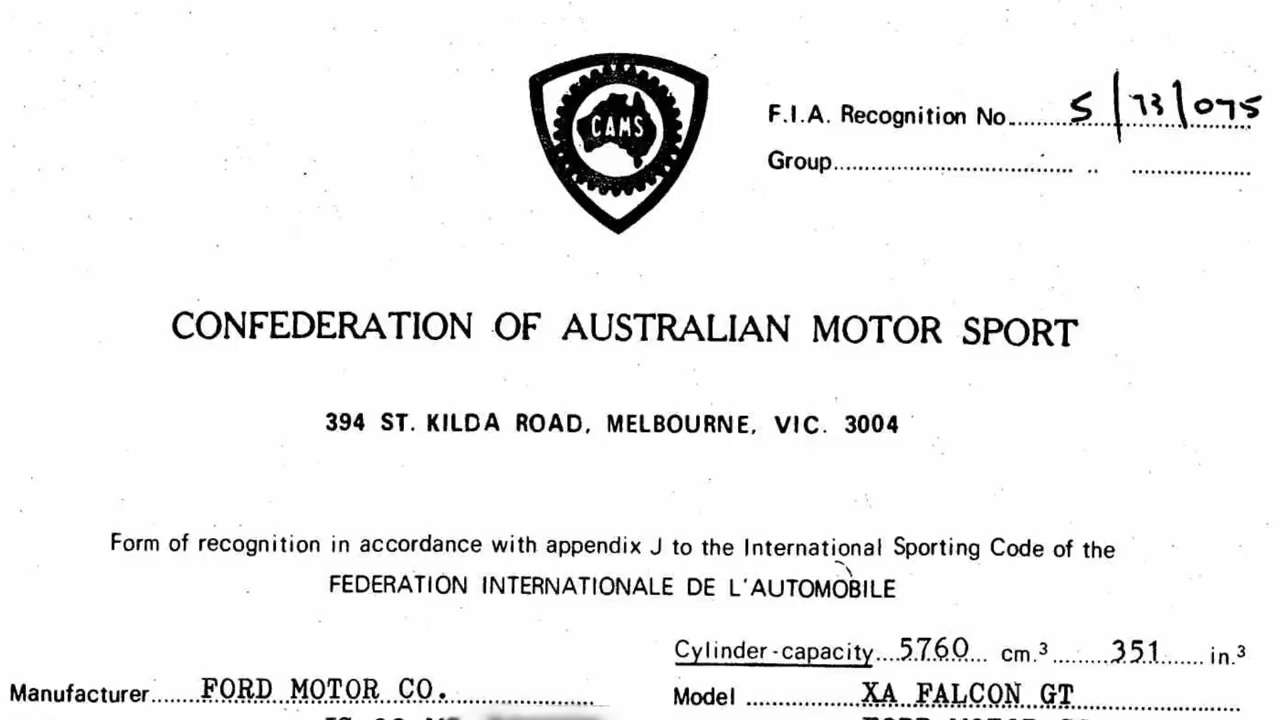 CAMS
F.I.A. Recognition No. S/73/075
Group
CONFEDERATION OF AUSTRALIAN MOTOR SPORT
394 ST. KILDA ROAD, MELBOURNE, VIC. 3004
Form of recognition in accordance with appendix J to the International Sporting Code of the
FEDERATION INTERNATIONALE DE L'AUTOMOBILE
Cylinder-capacity 5760 cm.³ 351 in.³
Manufacturer FORD MOTOR CO.
Model XA FALCON GT